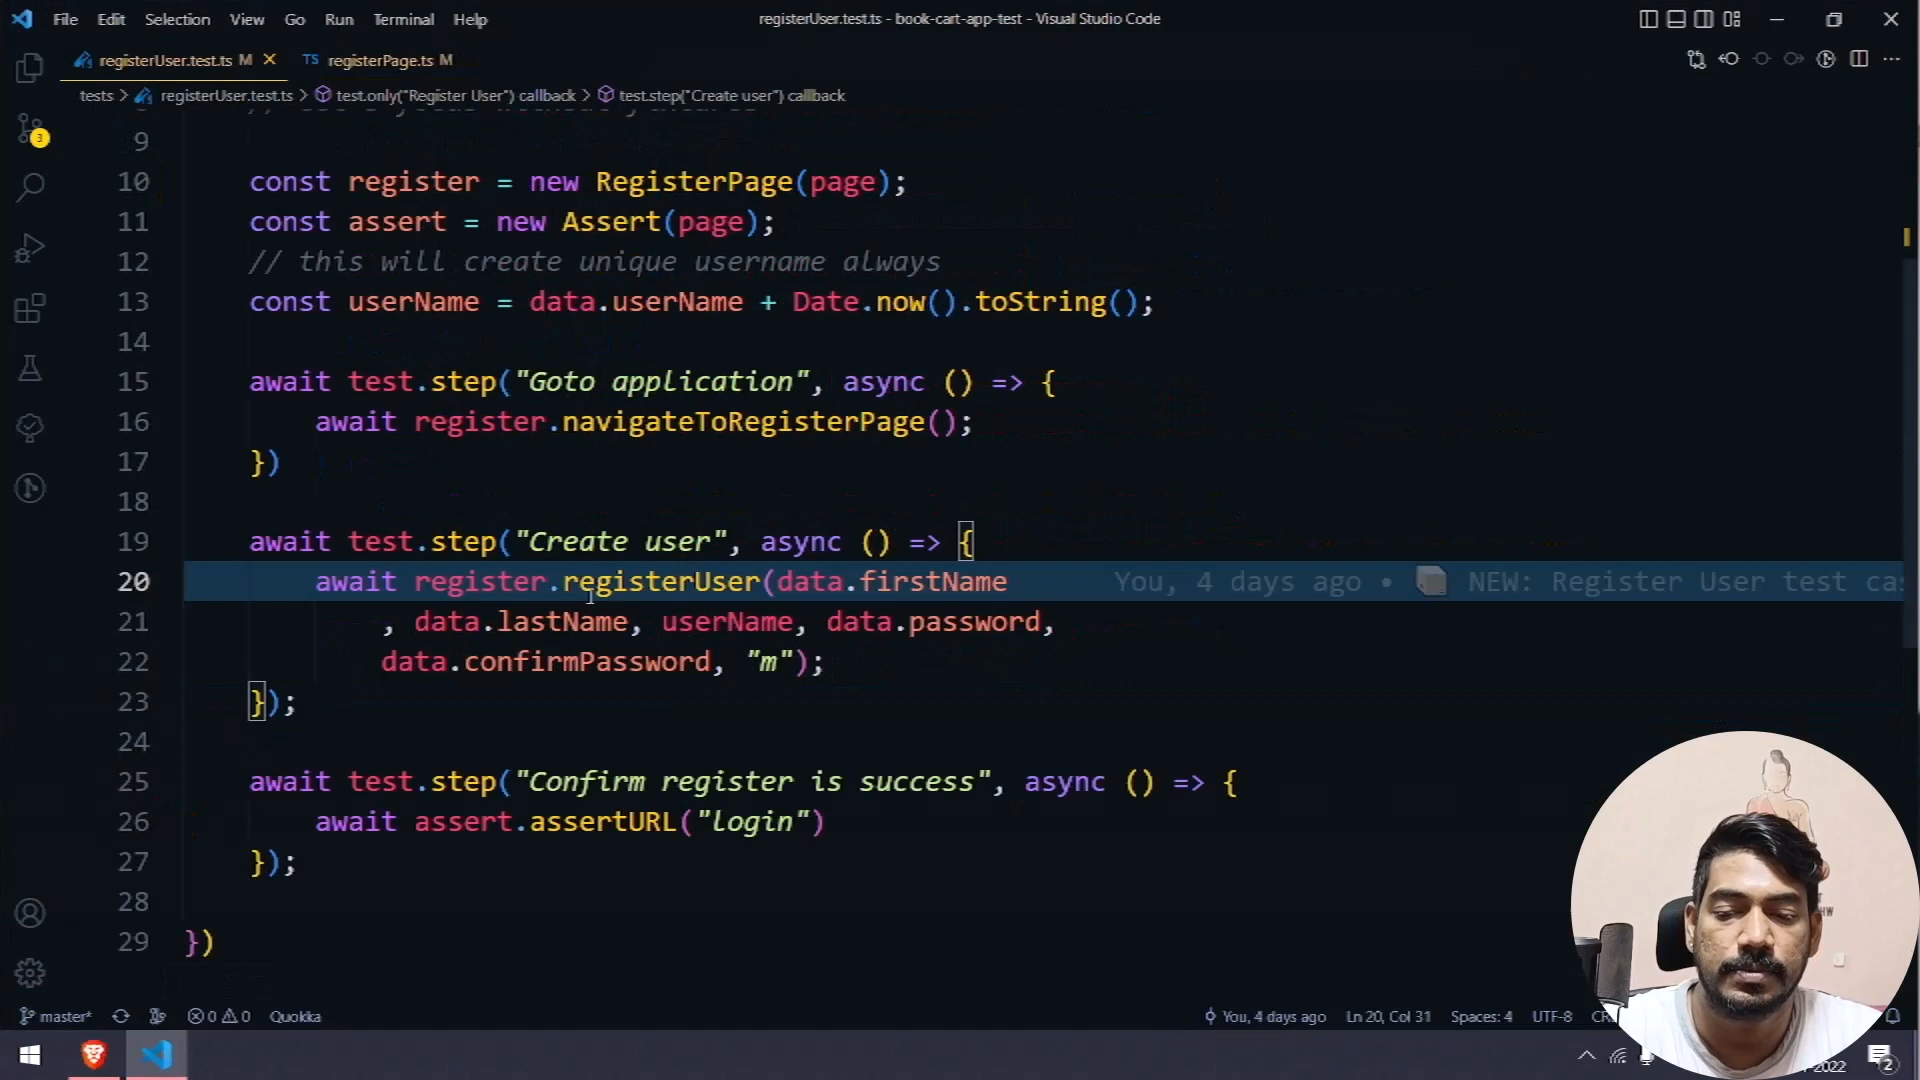 File Edit Selection View Go Run Terminal Help
registerUser.test.ts - book-cart-app-test - Visual Studio Code
registerUser.test.ts M
TS registerPage.ts M
tests > registerUser.test.ts > test.only("Register User") callback > test.step("Create user") callback
9
10 const register = new RegisterPage(page);
11 const assert = new Assert(page);
12 // this will create unique username always
13 const userName = data.userName + Date.now().toString();
14
15 await test.step("Goto application", async () => {
16 await register.navigateToRegisterPage();
17 })
18
19 await test.step("Create user", async () => {
20 await register.registerUser(data.firstName You, 4 days ago • NEW: Register User test cas
21 , data.lastName, userName, data.password,
22 data.confirmPassword, "m");
23 });
24
25 await test.step("Confirm register is success", async () => {
26 await assert.assertURL("login")
27 });
28
29 })
3
master* 0 0 Quokka You, 4 days ago Ln 20, Col 31 Spaces: 4 UTF-8
2022
2